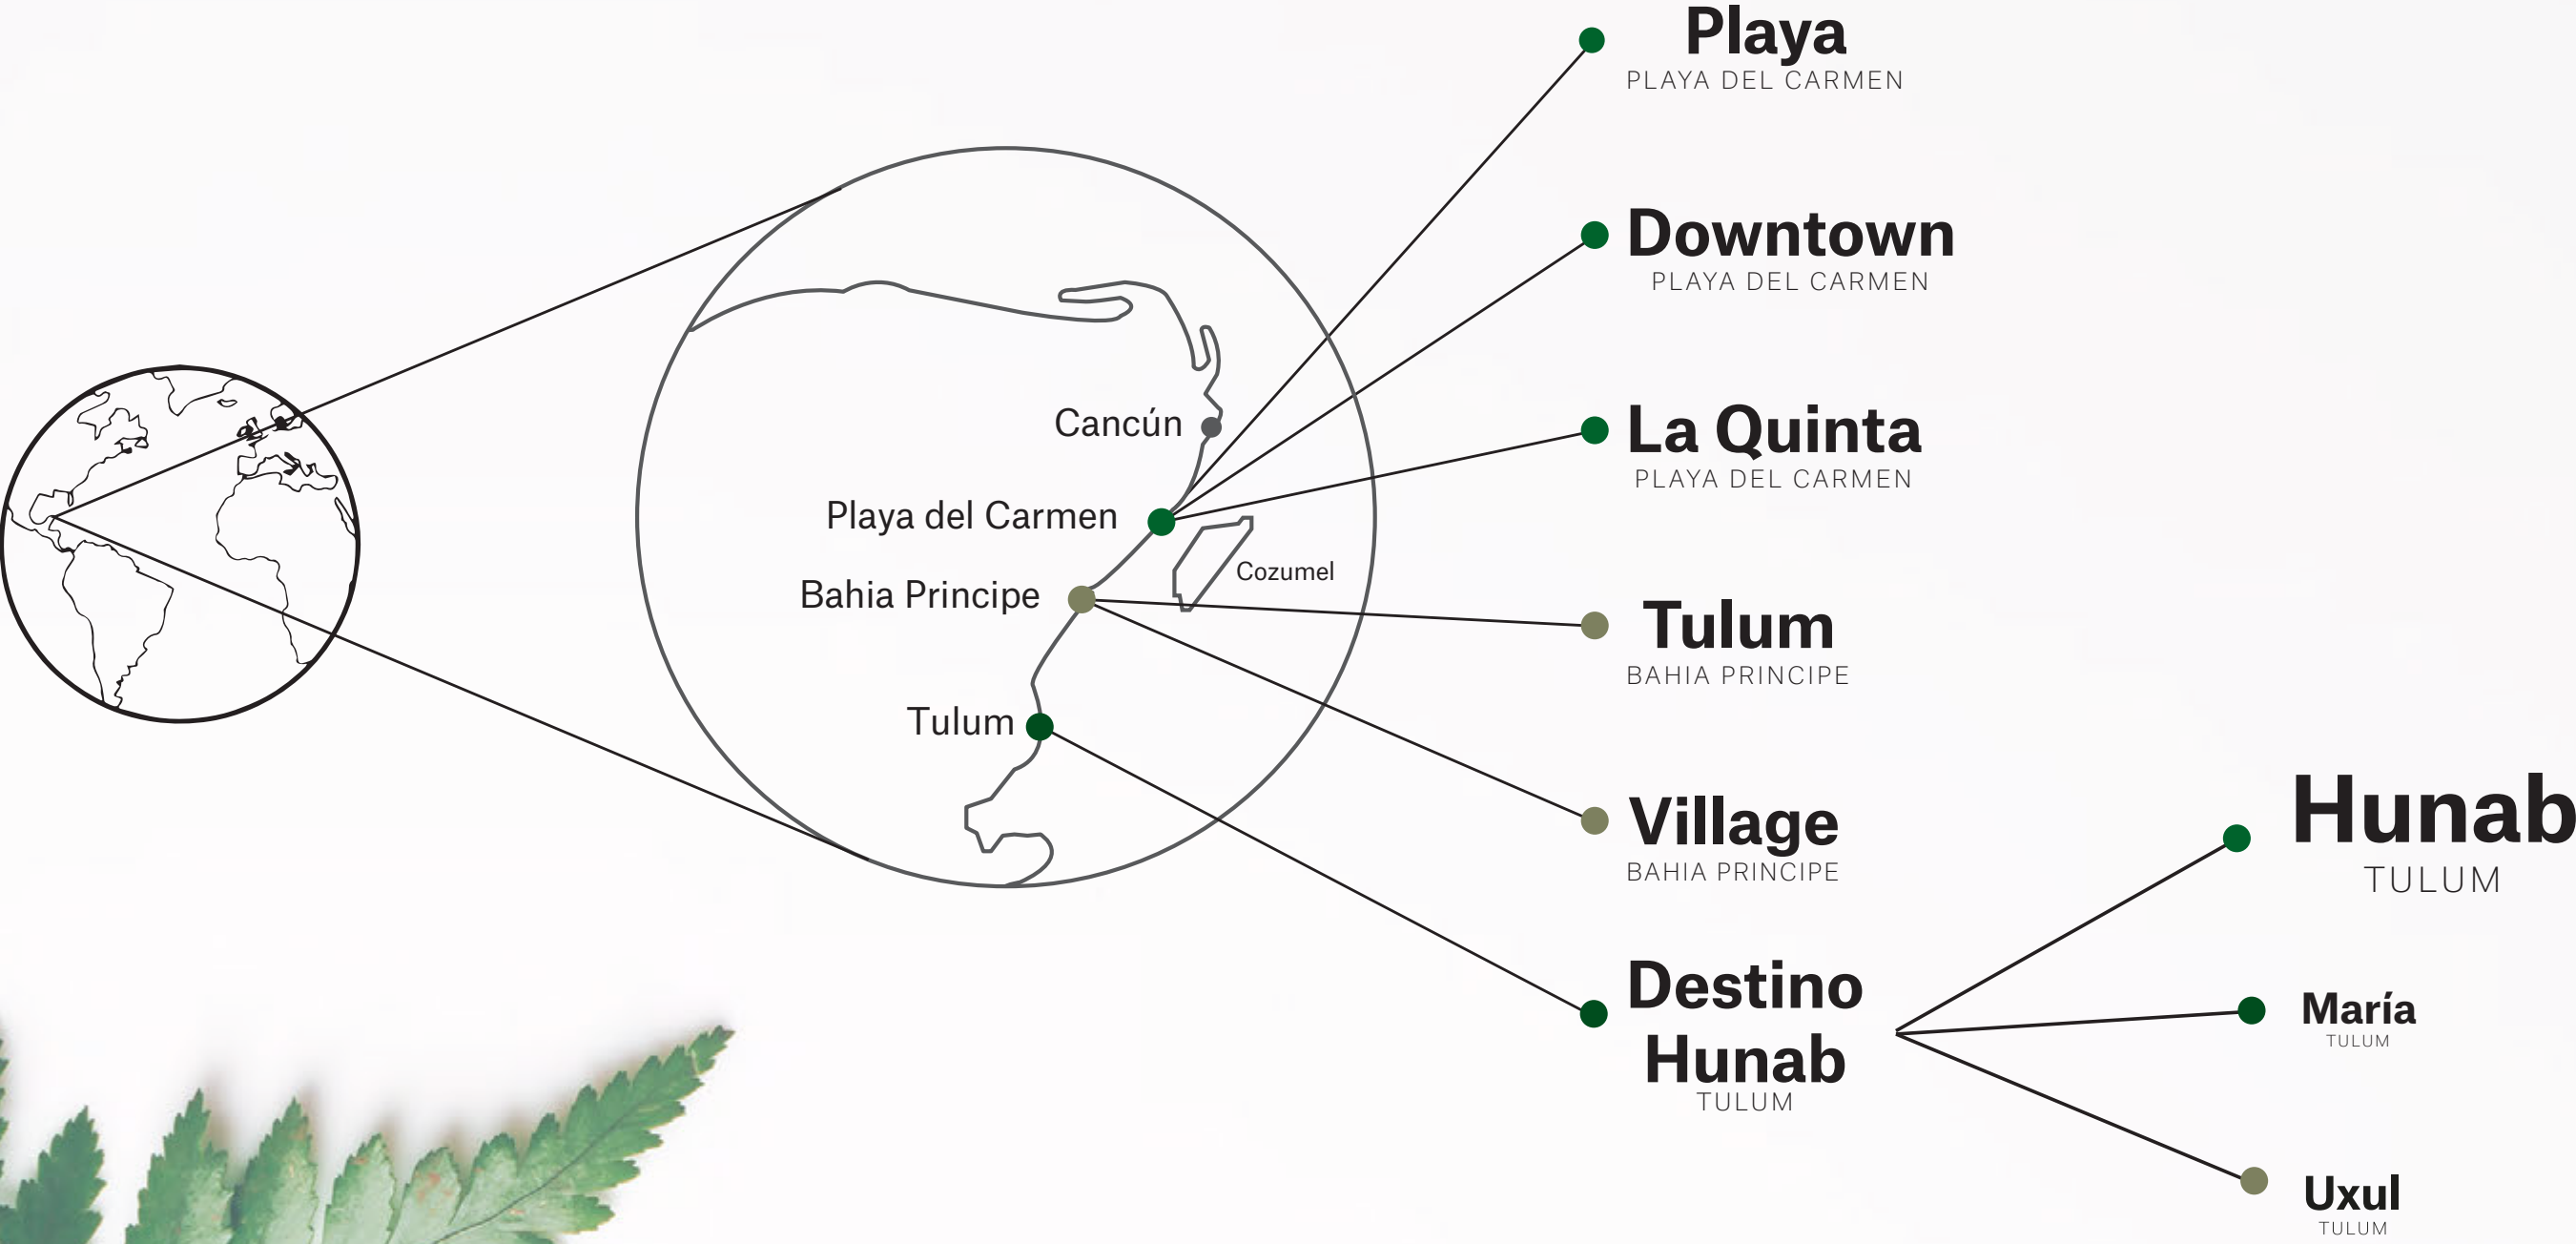 Playa
PLAYA DEL CARMEN
Downtown
PLAYA DEL CARMEN
La Quinta
PLAYA DEL CARMEN
Cancún
Playa del Carmen
Cozumel
Bahia Principe
Tulum
Tulum
BAHIA PRINCIPE
Village
BAHIA PRINCIPE
Destino
Hunab
TULUM
Hunab
TULUM
María
TULUM
Uxul
TULUM